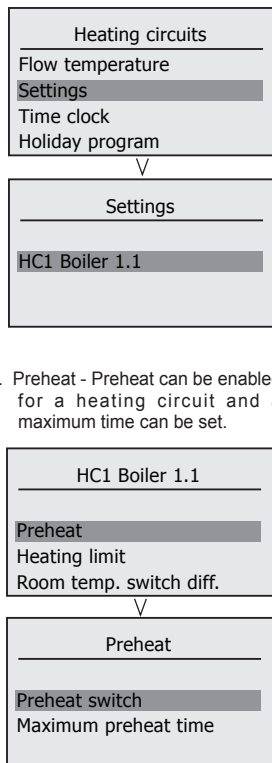 Heating circuits
Flow temperature
Settings
Time clock
Holiday program
Settings
HC1 Boiler 1.1
. Preheat - Preheat can be enable
for a heating circuit and
maximum time can be set.
HC1 Boiler 1.1
Preheat
Heating limit
Room temp. switch diff.
Preheat
Preheat switch
Maximum preheat time